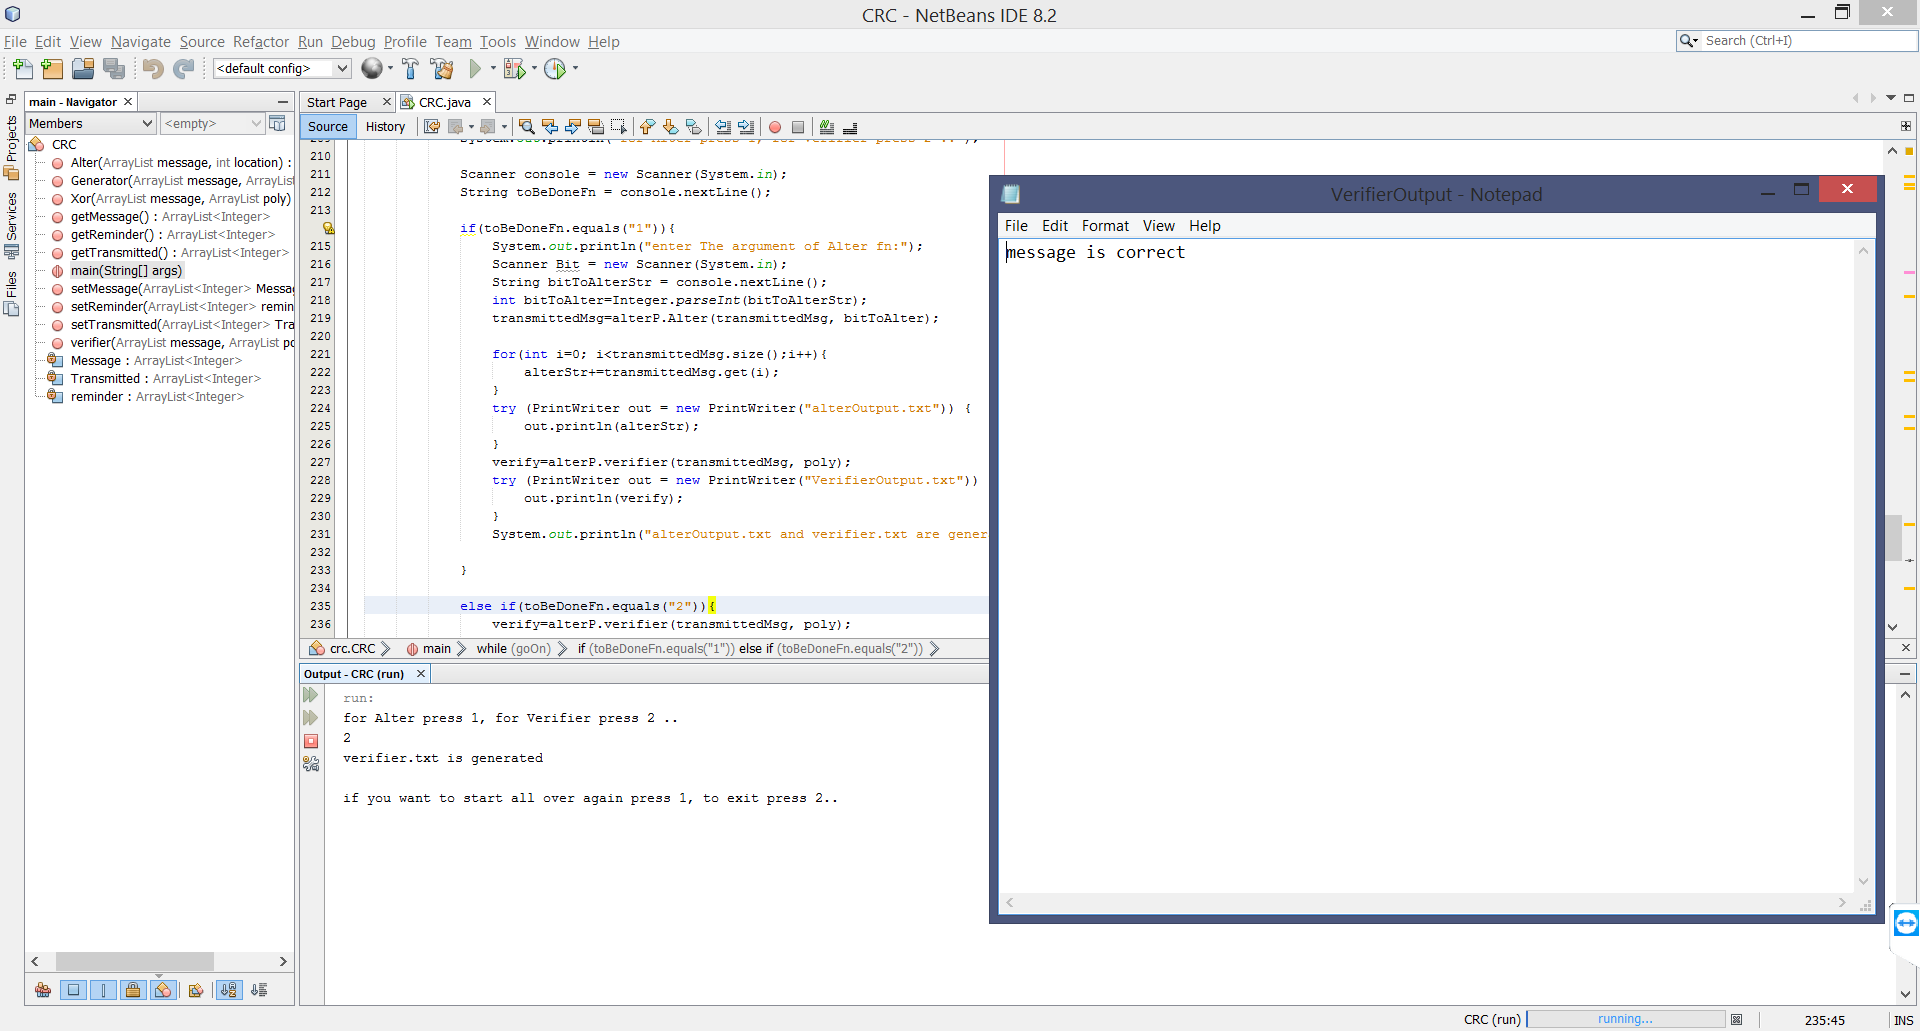 CRC - NetBeans IDE 8.2
File Edit View Navigate Source Refactor Run Debug Profile Team Tools Window Help
Search (Ctrl+I)
<default config>
main - Navigator
Members
<empty>
Projects
Services
Files
CRC
Alter(ArrayList message, int location) :
Generator(ArrayList message, ArrayList
Xor(ArrayList message, ArrayList poly)
getMessage() : ArrayList<Integer>
getReminder() : ArrayList<Integer>
getTransmitted() : ArrayList<Integer>
main(String[] args)
setMessage(ArrayList<Integer> Messag
setReminder(ArrayList<Integer> remin
setTransmitted(ArrayList<Integer> Tra
verifier(ArrayList message, ArrayList po
Message : ArrayList<Integer>
Transmitted : ArrayList<Integer>
reminder : ArrayList<Integer>
Start Page
CRC.java
Source
History
210
211 Scanner console = new Scanner(System.in);
212 String toBeDoneFn = console.nextLine();
213
if(toBeDoneFn.equals("1")){
215 System.out.println("enter The argument of Alter fn:");
216 Scanner Bit = new Scanner(System.in);
217 String bitToAlterStr = console.nextLine();
218 int bitToAlter=Integer.parseInt(bitToAlterStr);
219 transmittedMsg=alterP.Alter(transmittedMsg, bitToAlter);
220
221 for(int i=0; i<transmittedMsg.size();i++){
222 alterStr+=transmittedMsg.get(i);
223 }
224 try (PrintWriter out = new PrintWriter("alterOutput.txt")) {
225 out.println(alterStr);
226 }
227 verify=alterP.verifier(transmittedMsg, poly);
228 try (PrintWriter out = new PrintWriter("VerifierOutput.txt"))
229 out.println(verify);
230 }
231 System.out.println("alterOutput.txt and verifier.txt are gener
232
233 }
234
235 else if(toBeDoneFn.equals("2")){
236 verify=alterP.verifier(transmittedMsg, poly);
crc.CRC main while (goOn) if (toBeDoneFn.equals("1")) else if (toBeDoneFn.equals("2"))
Output - CRC (run)
run:
for Alter press 1, for Verifier press 2 ..
2
verifier.txt is generated
if you want to start all over again press 1, to exit press 2..
VerifierOutput - Notepad
File Edit Format View Help
message is correct
CRC (run) running... 235:45 INS